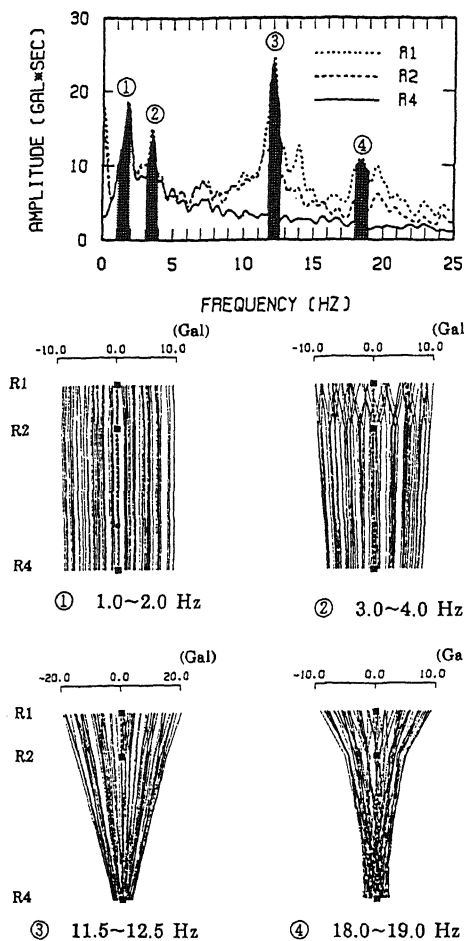 AMPLITUDE (GAL*SEC)
30
20
10
0
① ② ③ ④
R1
R2
R4
0 5 10 15 20 25
FREQUENCY (HZ)
(Gal)
-10.0 0.0 10.0
R1
R2
R4
① 1.0~2.0 Hz
(Gal
-10.0 0.0 10.0
② 3.0~4.0 Hz
(Gal)
-20.0 0.0 20.0
R1
R2
R4
③ 11.5~12.5 Hz
(Ga
-10.0 0.0 10.0
④ 18.0~19.0 Hz